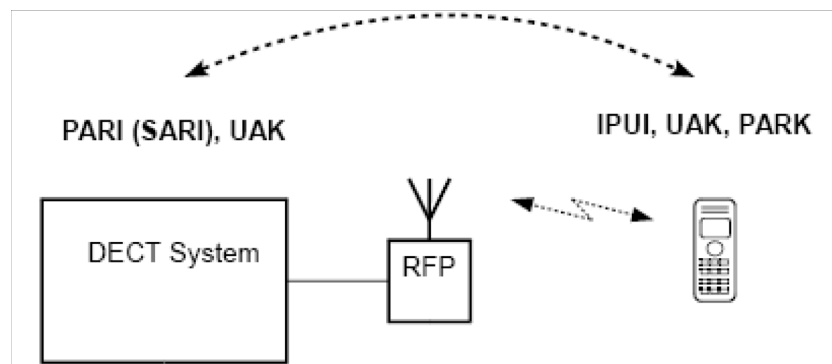 PARI (SARI), UAK
IPUI, UAK, PARK
DECT System
RFP